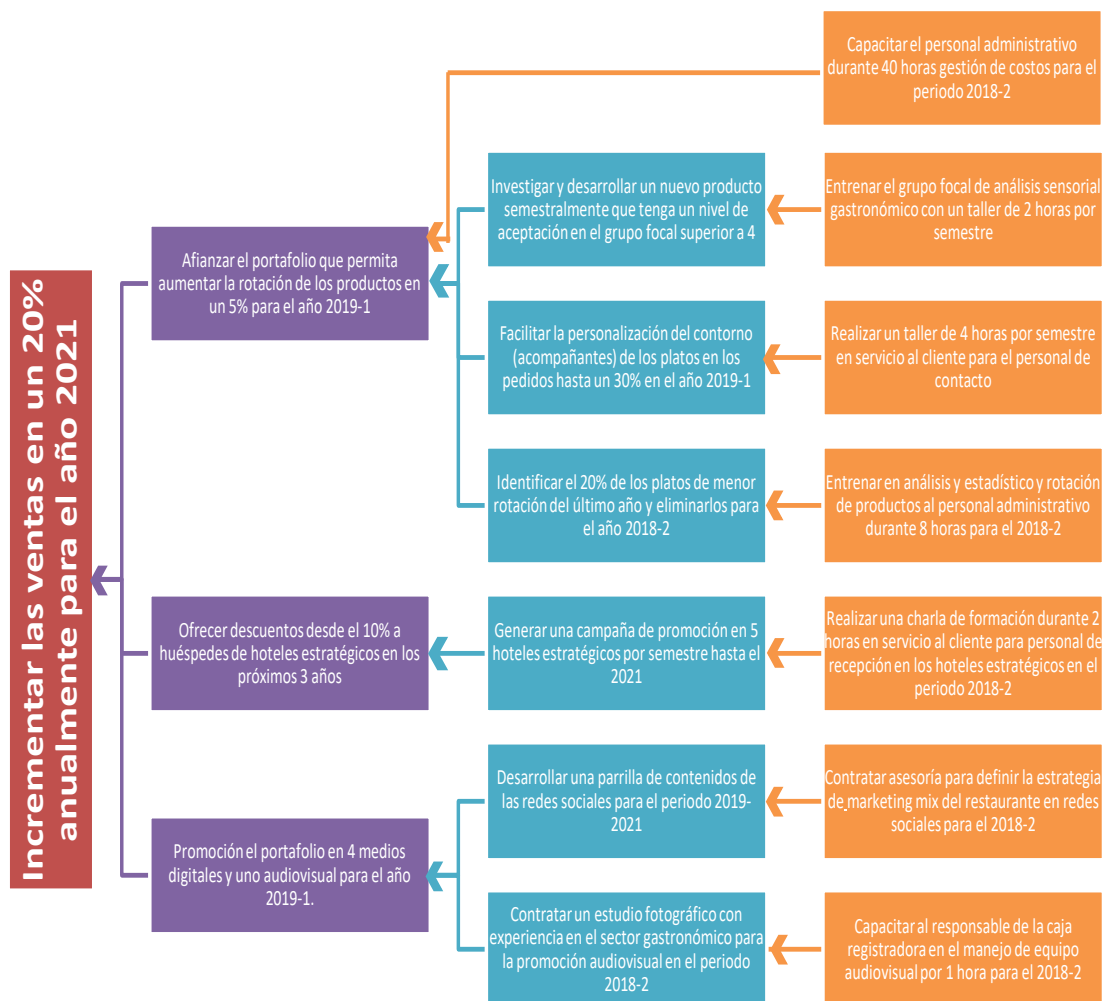 Incrementar las ventas en un 20%
anualmente para el año 2021
Afianzar el portafolio que permita
aumentar la rotación de los productos en
un 5% para el año 2019-1
Ofrecer descuentos desde el 10% a
huéspedes de hoteles estratégicos en los
próximos 3 años
Promoción el portafolio en 4 medios
digitales y uno audiovisual para el año
2019-1.
Investigar y desarrollar un nuevo producto
semestralmente que tenga un nivel de
aceptación en el grupo focal superior a 4
Facilitar la personalización del contorno
(acompañantes) de los platos en los
pedidos hasta un 30% en el año 2019-1
Identificar el 20% de los platos de menor
rotación del último año y eliminarlos para
el año 2018-2
Generar una campaña de promoción en 5
hoteles estratégicos por semestre hasta el
2021
Desarrollar una parrilla de contenidos de
las redes sociales para el periodo 2019-
2021
Contratar un estudio fotográfico con
experiencia en el sector gastronómico para
la promoción audiovisual en el periodo
2018-2
Capacitar el personal administrativo
durante 40 horas gestión de costos para el
periodo 2018-2
Entrenar el grupo focal de análisis sensorial
gastronómico con un taller de 2 horas por
semestre
Realizar un taller de 4 horas por semestre
en servicio al cliente para el personal de
contacto
Entrenar en análisis y estadístico y rotación
de productos al personal administrativo
durante 8 horas para el 2018-2
Realizar una charla de formación durante 2
horas en servicio al cliente para personal de
recepción en los hoteles estratégicos en el
periodo 2018-2
Contratar asesoría para definir la estrategia
de marketing mix del restaurante en redes
sociales para el 2018-2
Capacitar al responsable de la caja
registradora en el manejo de equipo
audiovisual por 1 hora para el 2018-2